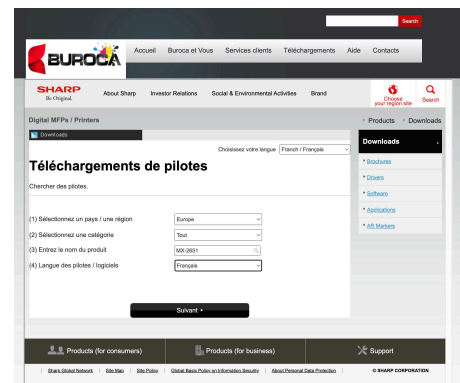 Search
BUROCA
Accueil Buroca et Vous Services clients Téléchargements Aide Contacts
SHARP
Be Original.
About Sharp Investor Relations Social & Environmental Activities Brand
Choose your region site
Search
Digital MFPs / Printers
Products Downloads
Downloads
Choisissez votre langue Franch / Français
Téléchargements de pilotes
Chercher des pilotes.
(1) Sélectionnez un pays / une région Europe
(2) Sélectionnez une catégorie Tout
(3) Entrez le nom du produit MX-2651
(4) Langue des pilotes / logiciels Français
Suivant
Downloads
Brochures
Drivers
Software
Applications
AR Markers
Products (for consumers) Products (for business) Support
Sharp Global Network | Site Map | Site Policy | Global Basic Policy on Information Security | About Personal Data Protection | © SHARP CORPORATION